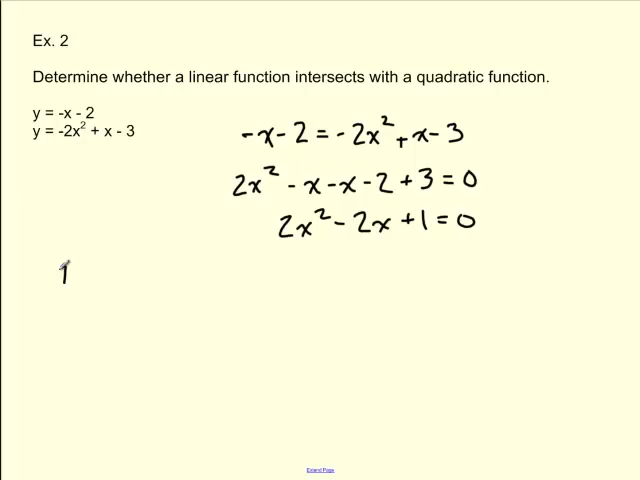 Ex. 2
Determine whether a linear function intersects with a quadratic function.
y = -x - 2
y = -2x² + x - 3
-x - 2 = -2x² + x - 3
2x² - x - x - 2 + 3 = 0
2x² - 2x + 1 = 0
Extend Page